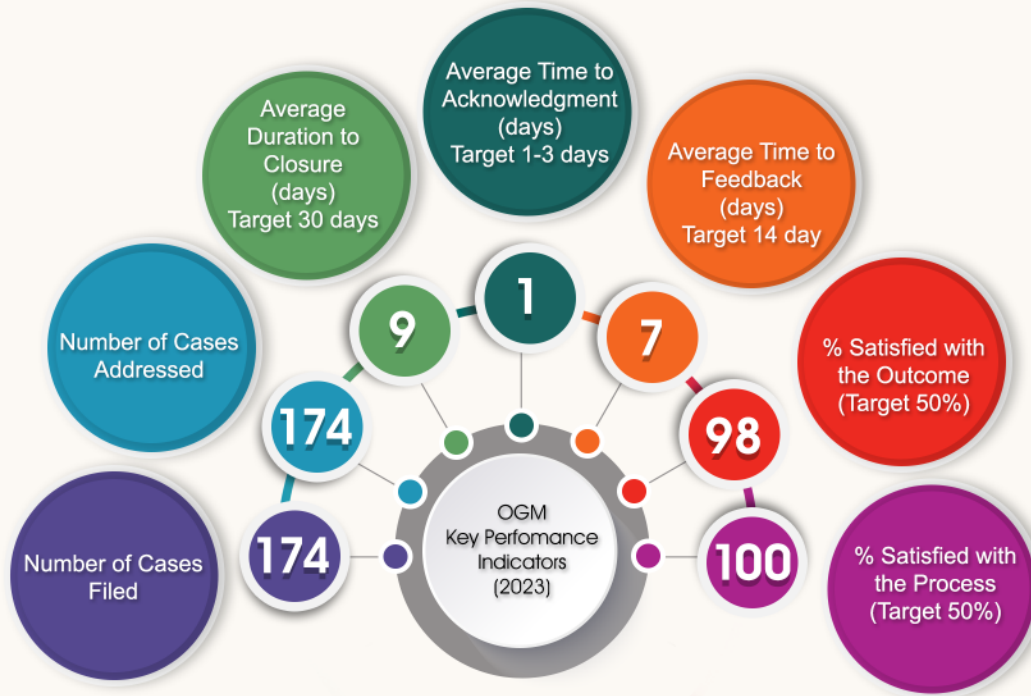 Average Time to
Acknowledgment
(days)
Target 1-3 days
Average
Duration to
Closure
(days)
Target 30 days
Average Time to
Feedback
(days)
Target 14 day
Number of Cases
Addressed
% Satisfied with
the Outcome
(Target 50%)
Number of Cases
Filed
% Satisfied with
the Process
(Target 50%)
174
174
9
1
7
98
100
OGM
Key Perfomance
Indicators
(2023)